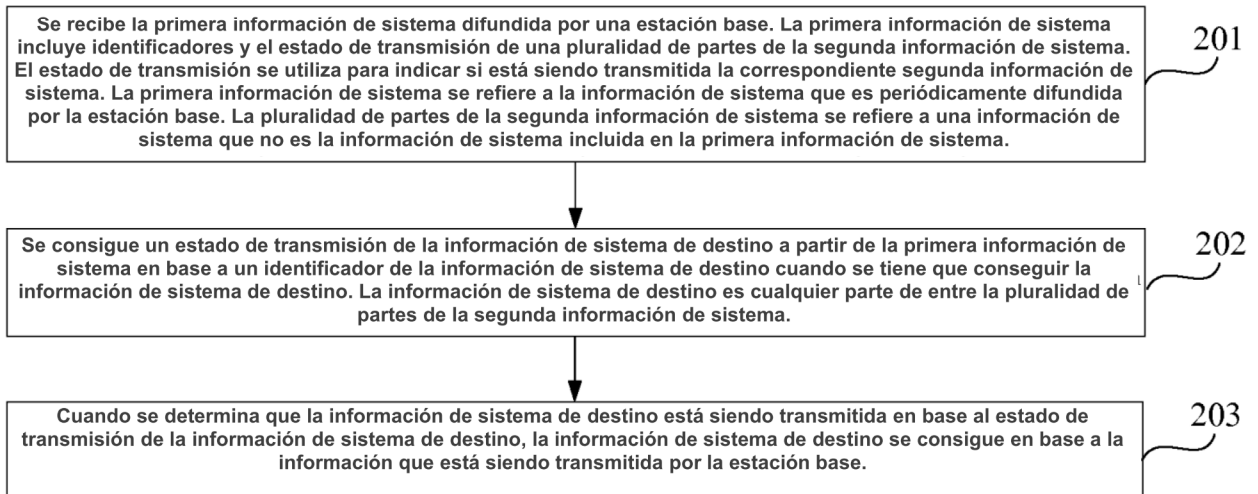 Se recibe la primera información de sistema difundida por una estación base. La primera información de sistema
incluye identificadores y el estado de transmisión de una pluralidad de partes de la segunda información de sistema.
El estado de transmisión se utiliza para indicar si está siendo transmitida la correspondiente segunda información de
sistema. La primera información de sistema se refiere a la información de sistema que es periódicamente difundida
por la estación base. La pluralidad de partes de la segunda información de sistema se refiere a una información de
sistema que no es la información de sistema incluida en la primera información de sistema.
201
Se consigue un estado de transmisión de la información de sistema de destino a partir de la primera información de
sistema en base a un identificador de la información de sistema de destino cuando se tiene que conseguir la
información de sistema de destino. La información de sistema de destino es cualquier parte de entre la pluralidad de
partes de la segunda información de sistema.
202
Cuando se determina que la información de sistema de destino está siendo transmitida en base al estado de
transmisión de la información de sistema de destino, la información de sistema de destino se consigue en base a la
información que está siendo transmitida por la estación base.
203